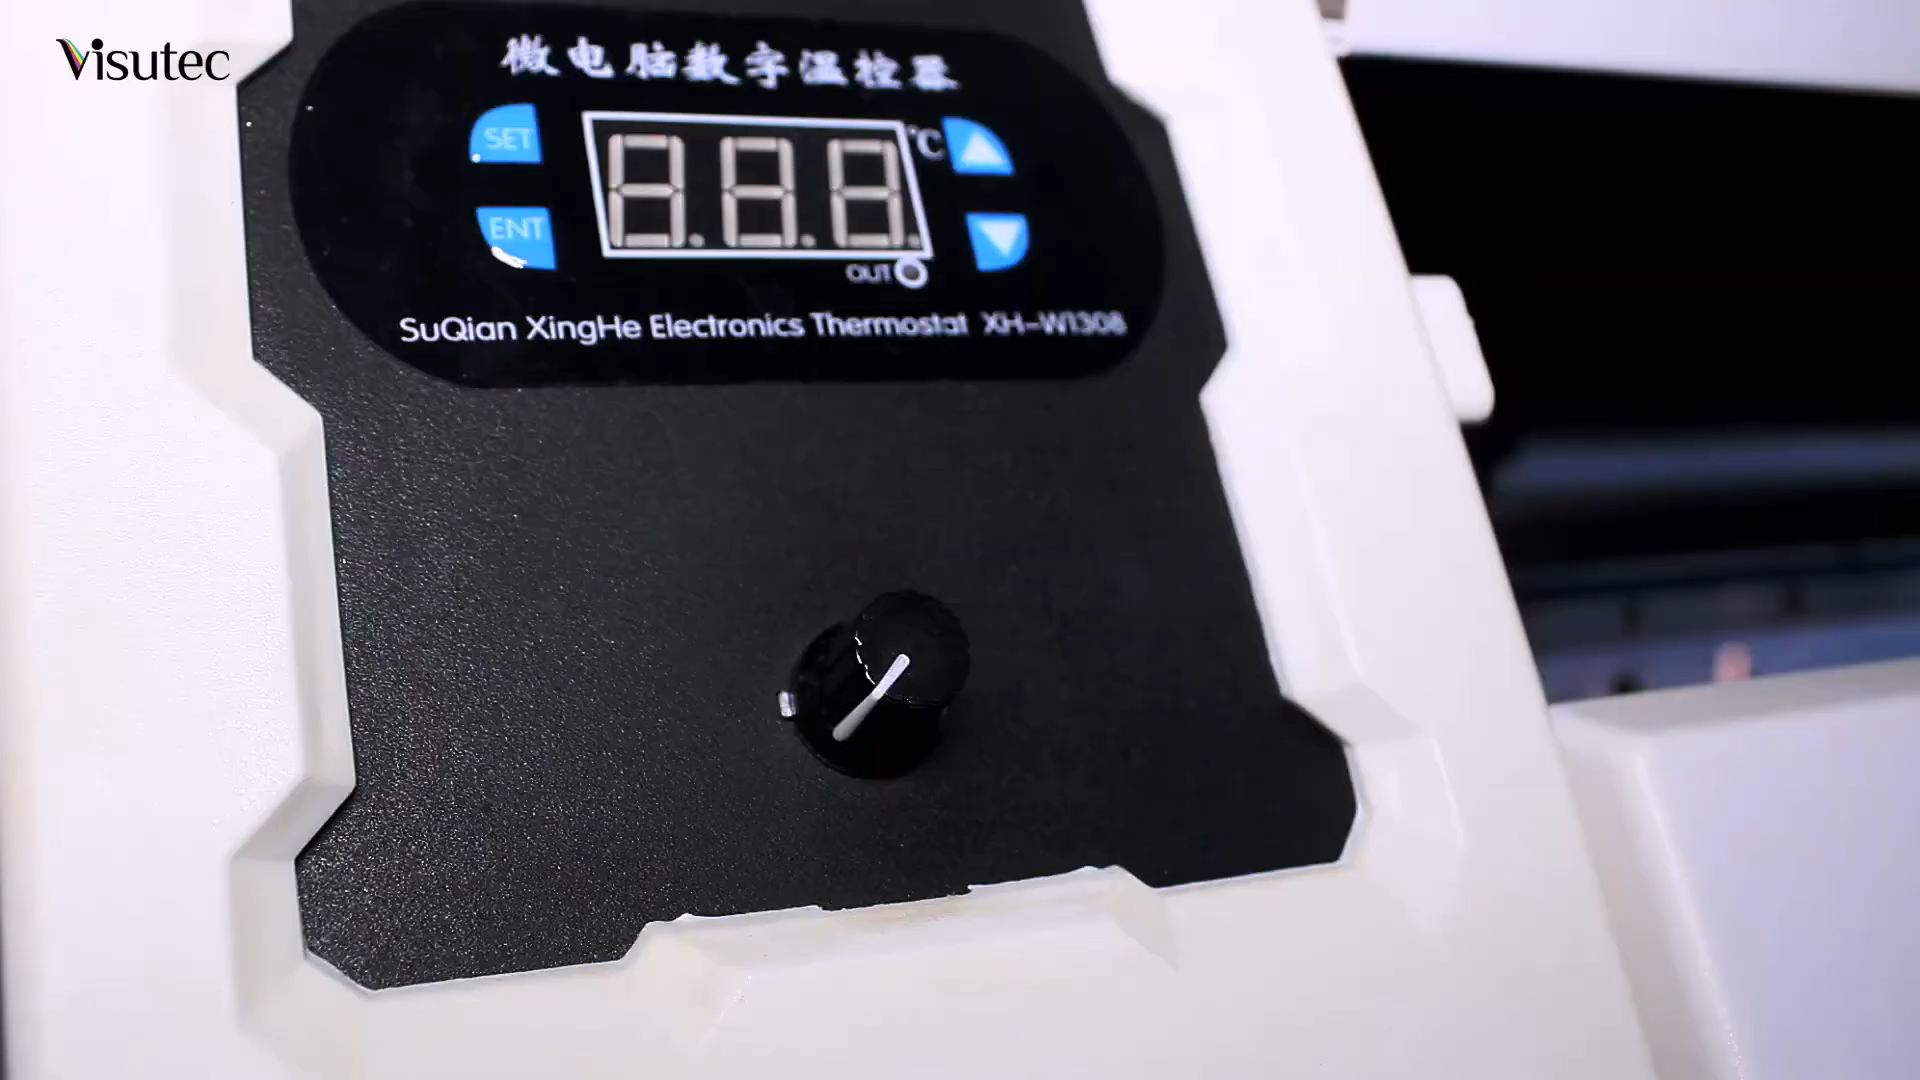 Visutec
微电脑数字温控器
SET
°C
ENT
OUT
SuQian XingHe Electronics Thermostat XH-W1308